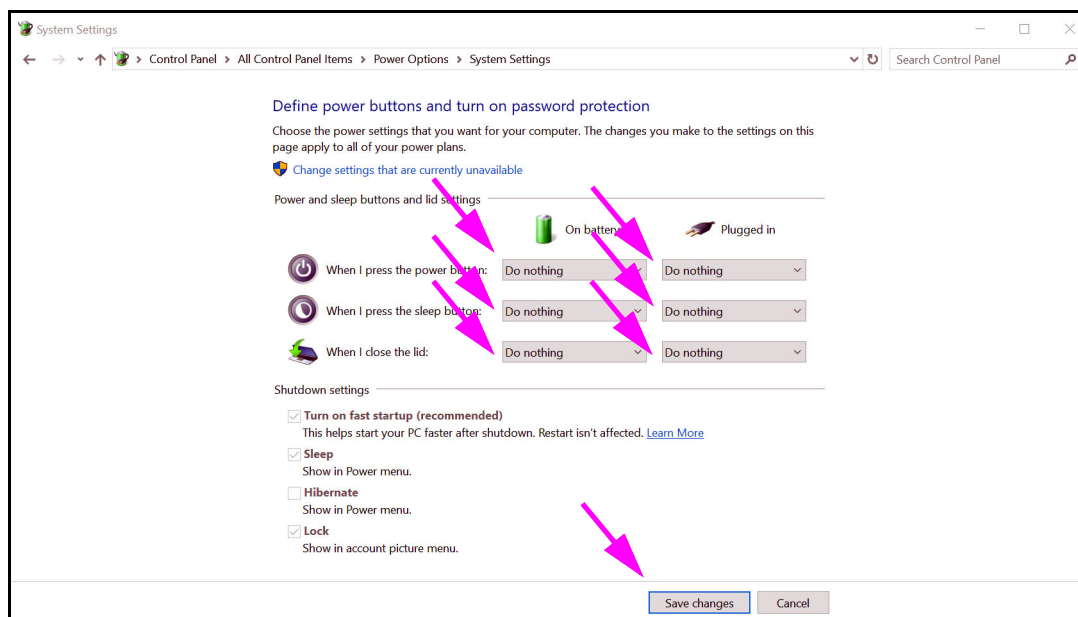 System Settings
Control Panel > All Control Panel Items > Power Options > System Settings
Search Control Panel
Define power buttons and turn on password protection
Choose the power settings that you want for your computer. The changes you make to the settings on this
page apply to all of your power plans.
Change settings that are currently unavailable
Power and sleep buttons and lid settings
On battery
Plugged in
When I press the power button:
Do nothing
Do nothing
When I press the sleep button:
Do nothing
Do nothing
When I close the lid:
Do nothing
Do nothing
Shutdown settings
Turn on fast startup (recommended)
This helps start your PC faster after shutdown. Restart isn't affected. Learn More
Sleep
Show in Power menu.
Hibernate
Show in Power menu.
Lock
Show in account picture menu.
Save changes
Cancel